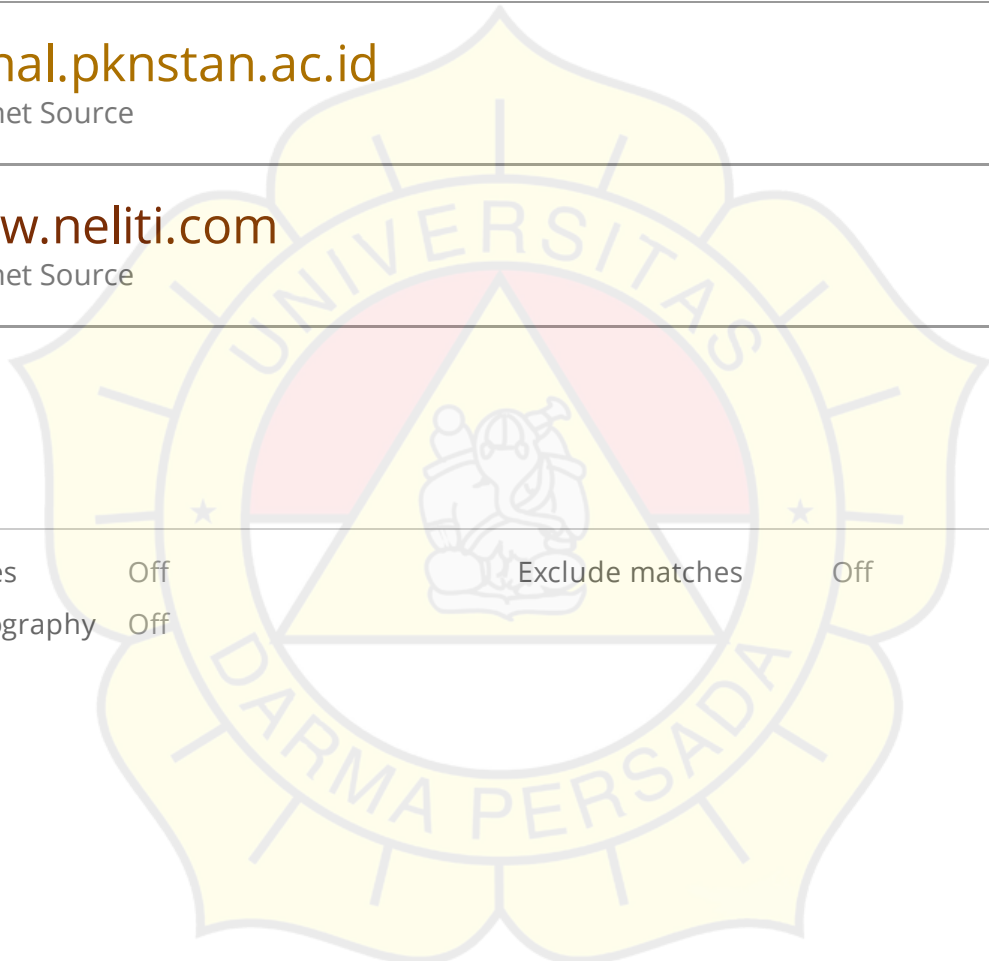 nal.pknstan.ac.id
net Source
w.neliti.com
net Source
UNIVERSITAS
es Off Exclude matches Off
ography Off
DARMA PERSADA